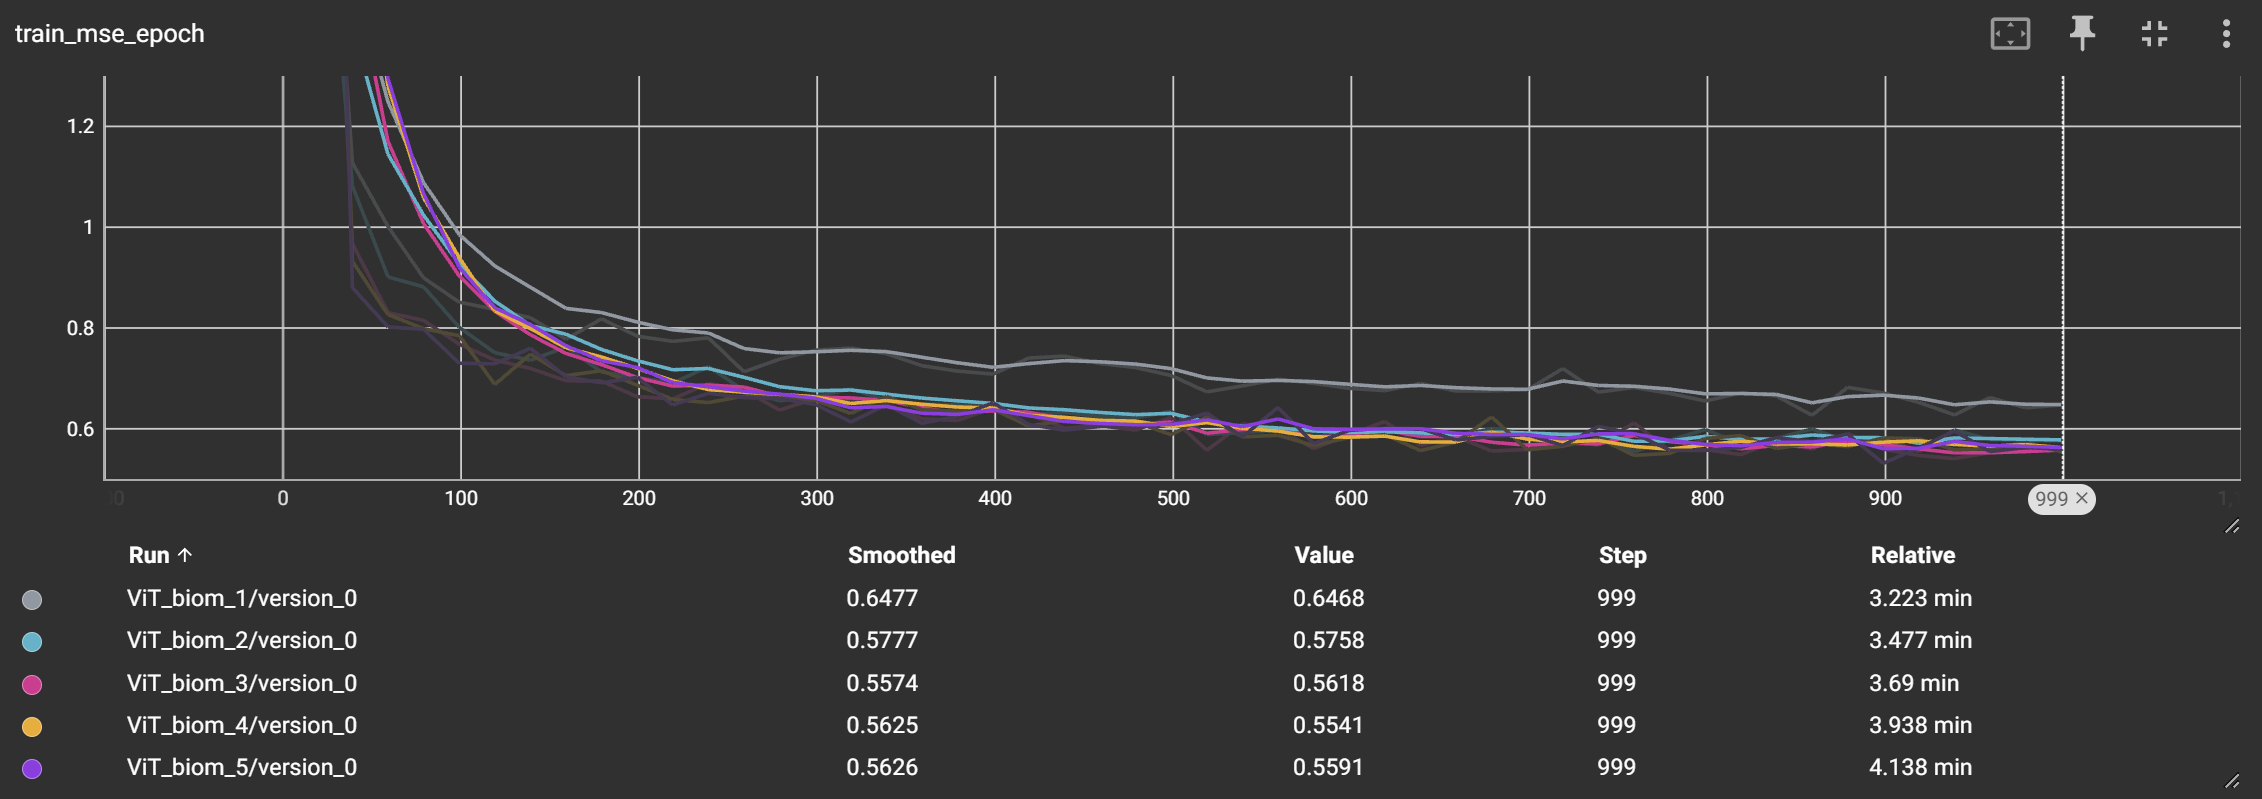 train_mse_epoch
1.2
1
0.8
0.6
0 100 200 300 400 500 600 700 800 900 999 ×
Run ↑ Smoothed Value Step Relative
ViT_biom_1/version_0 0.6477 0.6468 999 3.223 min
ViT_biom_2/version_0 0.5777 0.5758 999 3.477 min
ViT_biom_3/version_0 0.5574 0.5618 999 3.69 min
ViT_biom_4/version_0 0.5625 0.5541 999 3.938 min
ViT_biom_5/version_0 0.5626 0.5591 999 4.138 min